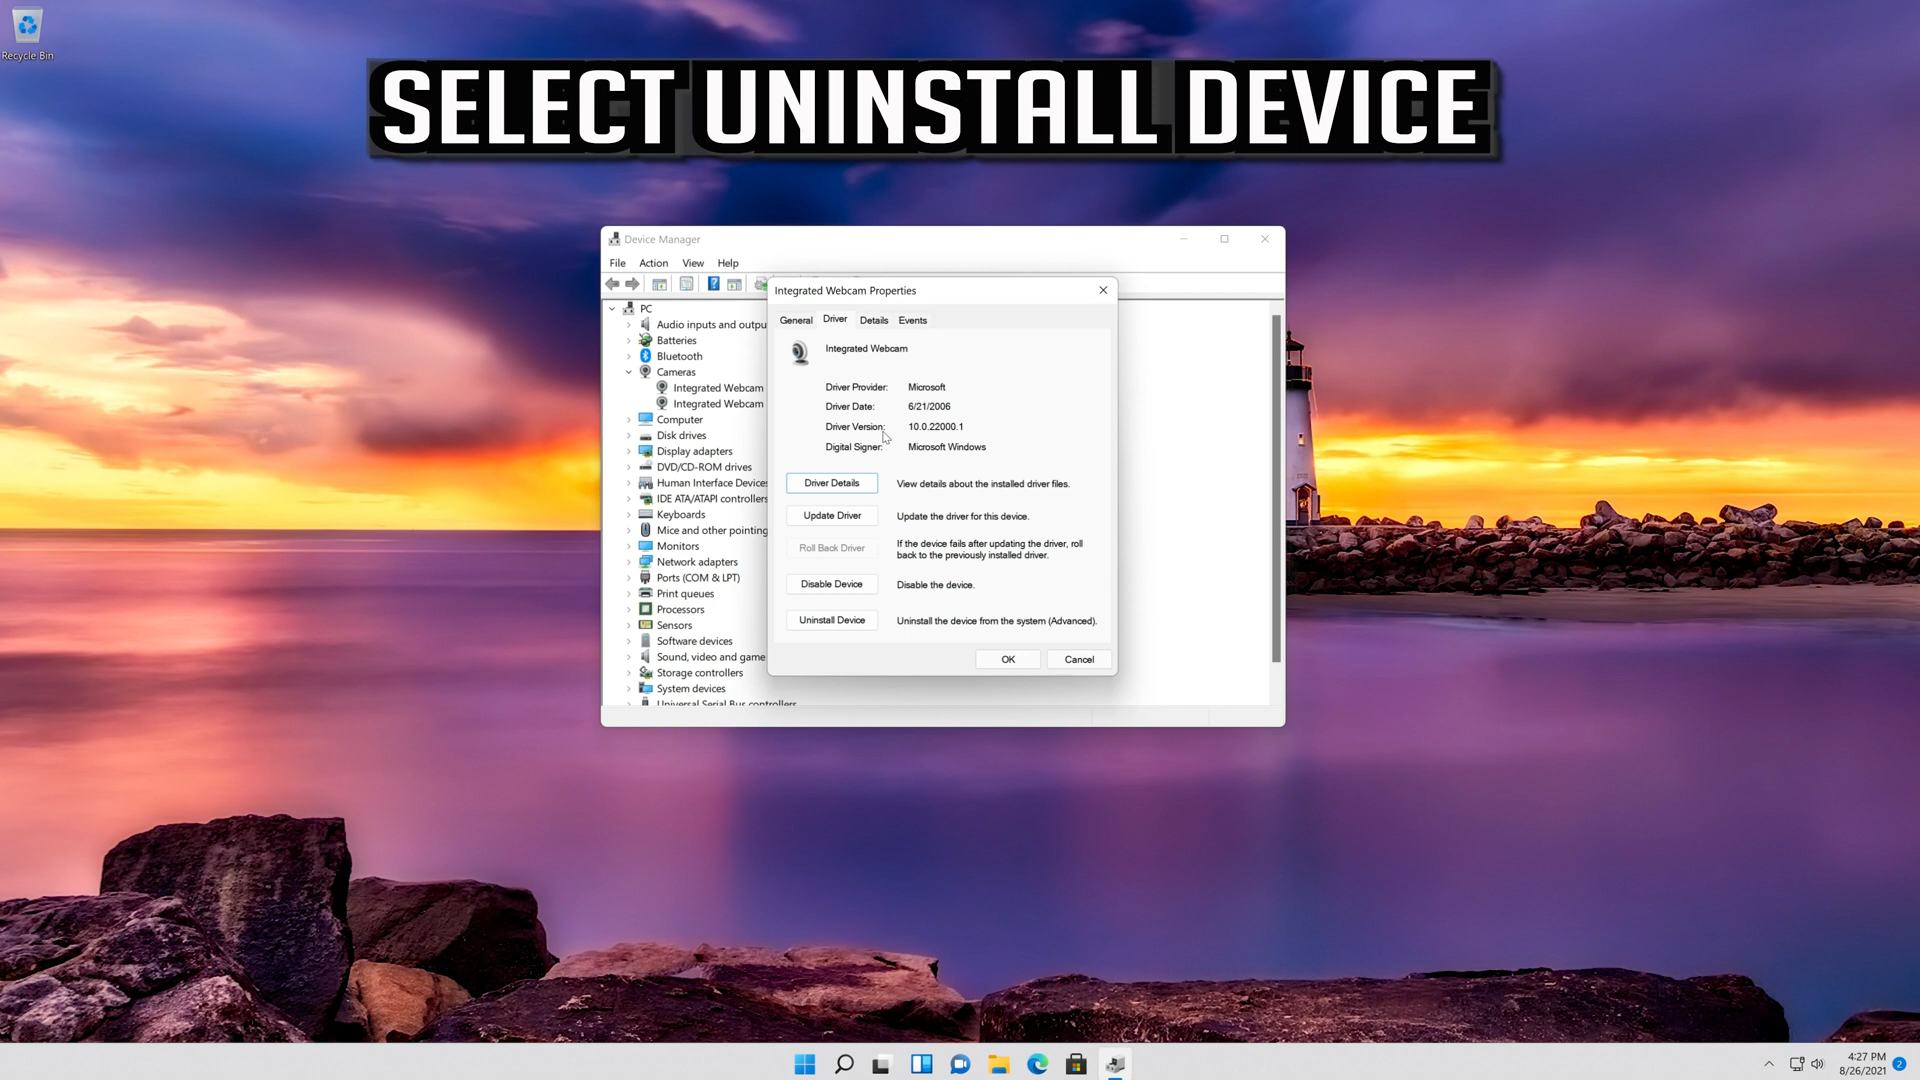 Recycle Bin
SELECT UNINSTALL DEVICE
Device Manager
File Action View Help
PC
Audio inputs and outpu
Batteries
Bluetooth
Cameras
Integrated Webcam
Integrated Webcam
Computer
Disk drives
Display adapters
DVD/CD-ROM drives
Human Interface Devices
IDE ATA/ATAPI controllers
Keyboards
Mice and other pointing
Monitors
Network adapters
Ports (COM & LPT)
Print queues
Processors
Sensors
Software devices
Sound, video and game
Storage controllers
System devices
Universal Serial Bus controllers
Integrated Webcam Properties
General Driver Details Events
Integrated Webcam
Driver Provider: Microsoft
Driver Date: 6/21/2006
Driver Version: 10.0.22000.1
Digital Signer: Microsoft Windows
Driver Details View details about the installed driver files.
Update Driver Update the driver for this device.
Roll Back Driver If the device fails after updating the driver, roll
back to the previously installed driver.
Disable Device Disable the device.
Uninstall Device Uninstall the device from the system (Advanced).
OK Cancel
4:27 PM
8/26/2021
2